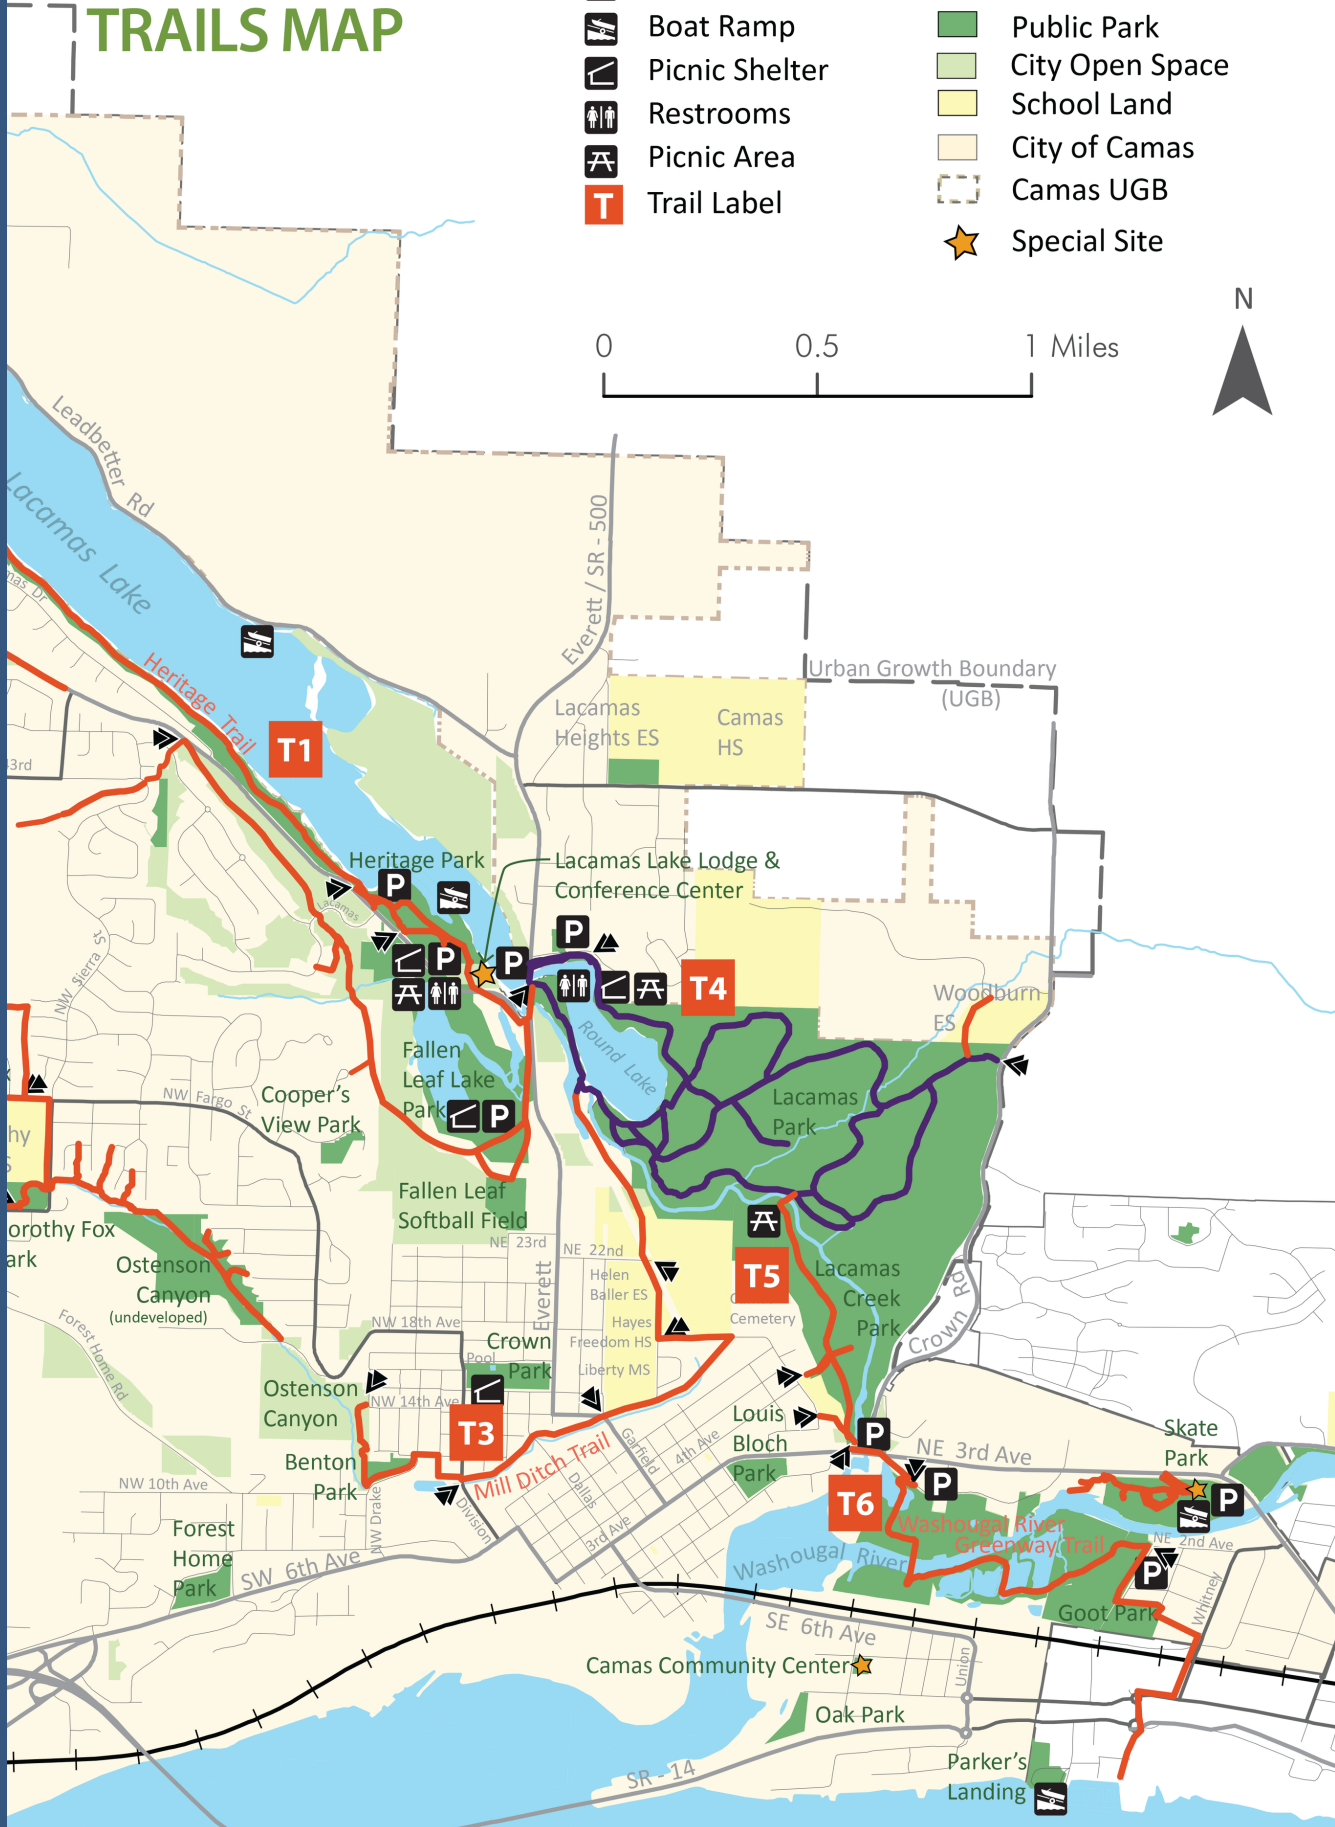 TRAILS MAP
Boat Ramp
Picnic Shelter
Restrooms
Picnic Area
T
Trail Label
Public Park
City Open Space
School Land
City of Camas
Camas UGB
Special Site
N
0 0.5 1 Miles
Leadbetter Rd
Lacamas Lake
Everett / SR - 500
Urban Growth Boundary
(UGB)
Heritage Trail
T1
Lacamas
Heights ES
Camas
HS
Heritage Park
Lacamas Lake Lodge &
Conference Center
P
P
P
P
Lacamas
NW Sierra St
T4
Woodburn
ES
Round Lake
Fallen
Leaf Lake
Park
P
Lacamas
Park
NW Fargo St
Cooper's
View Park
Fallen Leaf
Softball Field
NE 23rd
NE 22nd
Ostenson
Canyon
(undeveloped)
Helen
Baller ES
T5
Lacamas
Creek
Park
Cemetery
Everett
Hayes
Freedom HS
Liberty MS
Crown Rd
Forest Home Rd
NW 18th Ave
Crown
Park
Pool
Ostenson
Canyon
NW 14th Ave
T3
Mill Ditch Trail
Garfield
4th Ave
Louis
Bloch
Park
P
NE 3rd Ave
Skate
Park
Benton
Park
NW 10th Ave
NW Drake
Division
Dallas
3rd Ave
T6
P
P
Washougal River
Greenway Trail
NE 2nd Ave
P
Forest
Home
Park
SW 6th Ave
Washougal River
Goot Park
Whitney
SE 6th Ave
Union
Camas Community Center
Oak Park
SR - 14
Parker's
Landing